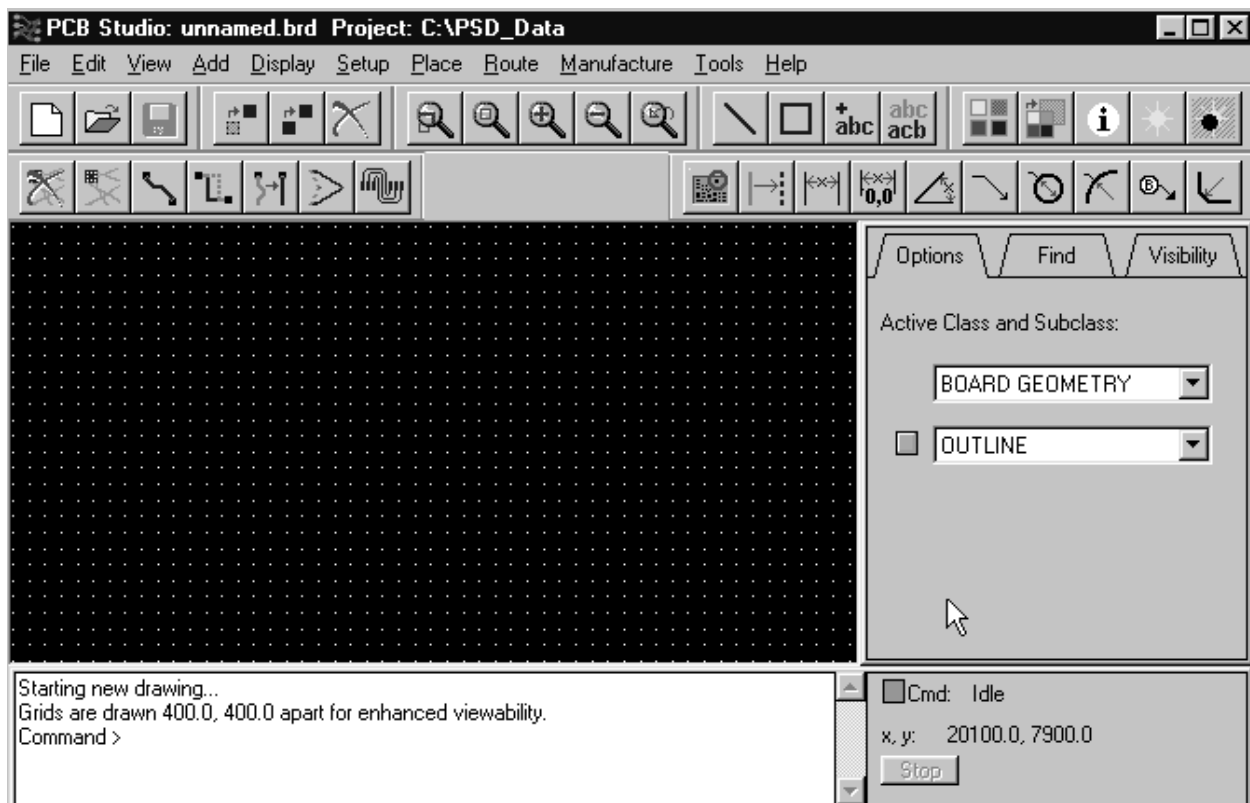 PCB Studio: unnamed.brd Project: C:\PSD_Data
File Edit View Add Display Setup Place Route Manufacture Tools Help
+
abc
abc
acb
i
0,0
B
Options Find Visibility
Active Class and Subclass:
BOARD GEOMETRY
OUTLINE
Starting new drawing...
Grids are drawn 400.0, 400.0 apart for enhanced viewability.
Command >
Cmd: Idle
x, y: 20100.0, 7900.0
Stop